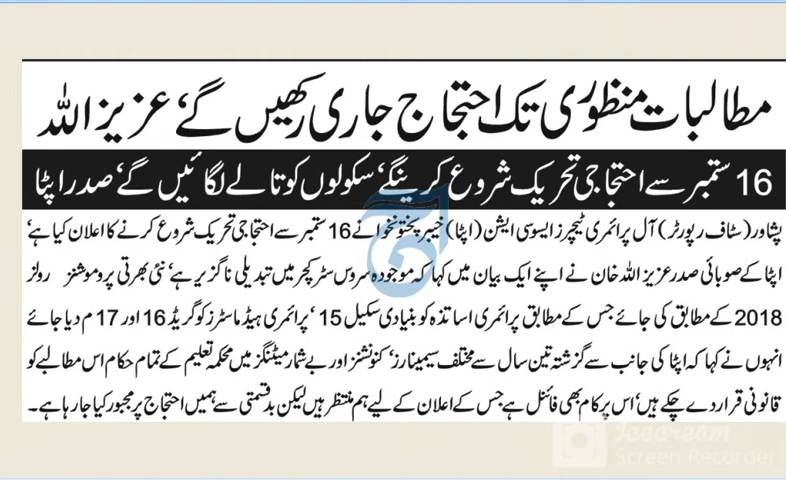 مطالبات منظوری تک احتجاج جاری رکھیں گے‘ عزیز اللہ
16 ستمبر سے احتجاجی تحریک شروع کرینگے‘ سکولوں کو تالے لگائیں گے‘ صدر اپٹا
پشاور (سٹاف رپورٹر) آل پرائمری ٹیچرز ایسوسی ایشن (اپٹا) خیبر پختونخوا نے 16 ستمبر سے احتجاجی تحریک شروع کرنے کا اعلان کیا ہے‘
اپٹا کے صوبائی صدر عزیز اللہ خان نے اپنے ایک بیان میں کہا کہ موجودہ سروس سٹرکچر میں تبدیلی ناگزیر ہے‘ نئی بھرتی پروموشنز رولز
2018 کے مطابق کی جائے جس کے مطابق پرائمری اساتذہ کو بنیادی سکیل 15‘ پرائمری ہیڈ ماسٹرز کو گریڈ 16 اور 17 م دیا جائے
انہوں نے کہا کہ اپٹا کی جانب سے گزشتہ تین سال سے مختلف سیمینارز‘ کنونشنز اور بے شمار میٹنگز میں محکمہ تعلیم کے تمام حکام اس مطالبے کو
قانونی قرار دے چکے ہیں‘ اس پر کام بھی فائنل ہے جس کے اعلان کے لیے ہم منتظر ہیں لیکن بدقسمتی سے ہمیں احتجاج پر مجبور کیا جا رہا ہے۔
Icecream
Screen Recorder